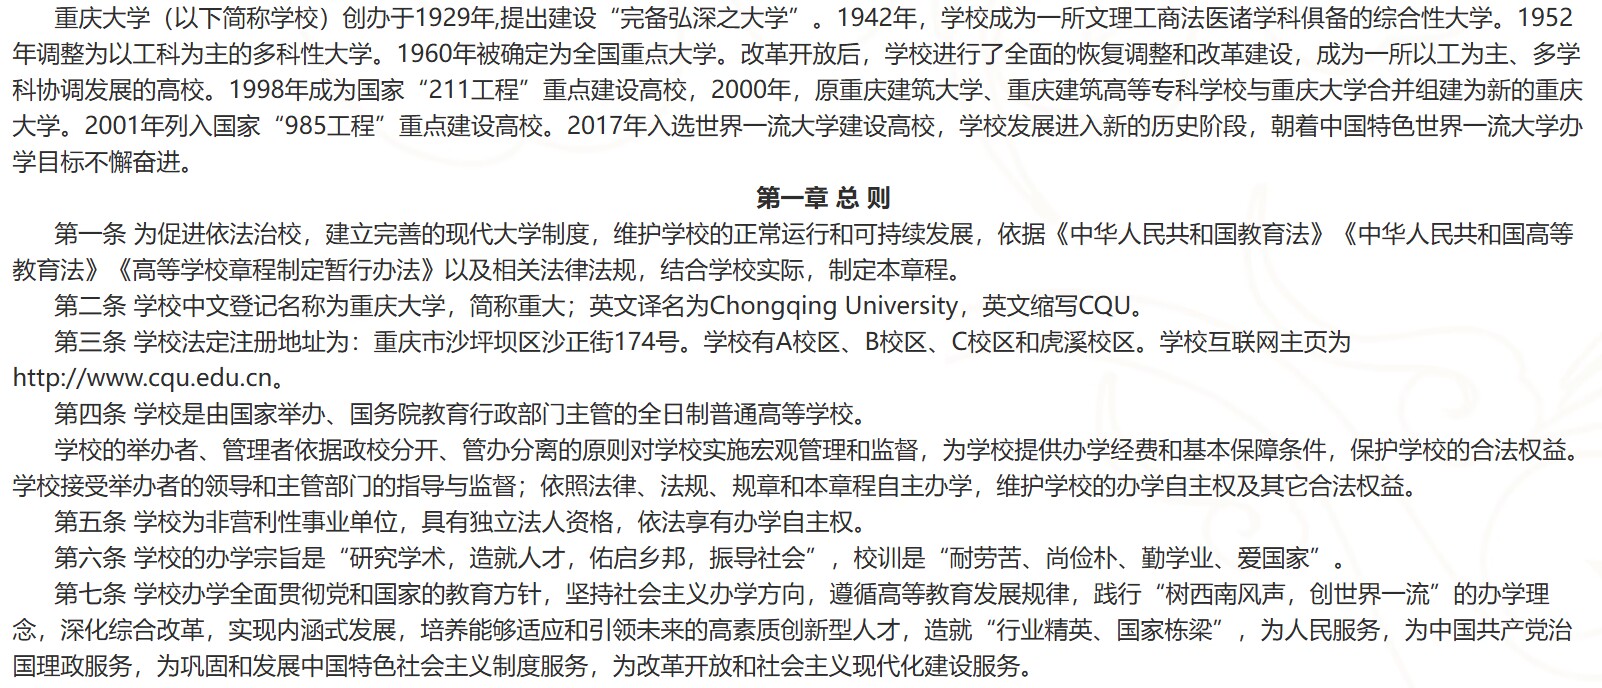 重庆大学（以下简称学校）创办于1929年,提出建设“完备弘深之大学”。1942年，学校成为一所文理工商法医诸学科俱备的综合性大学。1952
年调整为以工科为主的多科性大学。1960年被确定为全国重点大学。改革开放后，学校进行了全面的恢复调整和改革建设，成为一所以工为主、多学
科协调发展的高校。1998年成为国家“211工程”重点建设高校，2000年，原重庆建筑大学、重庆建筑高等专科学校与重庆大学合并组建为新的重庆
大学。2001年列入国家“985工程”重点建设高校。2017年入选世界一流大学建设高校，学校发展进入新的历史阶段，朝着中国特色世界一流大学办
学目标不懈奋进。
第一章 总 则
第一条 为促进依法治校，建立完善的现代大学制度，维护学校的正常运行和可持续发展，依据《中华人民共和国教育法》《中华人民共和国高等
教育法》《高等学校章程制定暂行办法》以及相关法律法规，结合学校实际，制定本章程。
第二条 学校中文登记名称为重庆大学，简称重大；英文译名为Chongqing University，英文缩写CQU。
第三条 学校法定注册地址为：重庆市沙坪坝区沙正街174号。学校有A校区、B校区、C校区和虎溪校区。学校互联网主页为
http://www.cqu.edu.cn。
第四条 学校是由国家举办、国务院教育行政部门主管的全日制普通高等学校。
学校的举办者、管理者依据政校分开、管办分离的原则对学校实施宏观管理和监督，为学校提供办学经费和基本保障条件，保护学校的合法权益。
学校接受举办者的领导和主管部门的指导与监督；依照法律、法规、规章和本章程自主办学，维护学校的办学自主权及其它合法权益。
第五条 学校为非营利性事业单位，具有独立法人资格，依法享有办学自主权。
第六条 学校的办学宗旨是“研究学术，造就人才，佑启乡邦，振导社会”，校训是“耐劳苦、尚俭朴、勤学业、爱国家”。
第七条 学校办学全面贯彻党和国家的教育方针，坚持社会主义办学方向，遵循高等教育发展规律，践行“树西南风声，创世界一流”的办学理
念，深化综合改革，实现内涵式发展，培养能够适应和引领未来的高素质创新型人才，造就“行业精英、国家栋梁”，为人民服务，为中国共产党治
国理政服务，为巩固和发展中国特色社会主义制度服务，为改革开放和社会主义现代化建设服务。